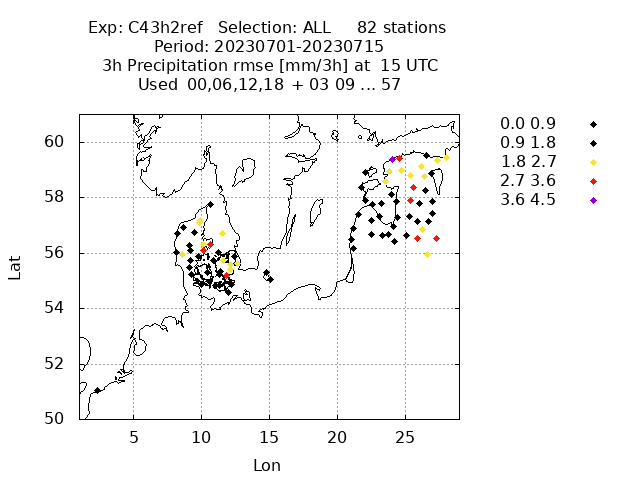 Exp: C43h2ref   Selection: ALL     82 stations
Period: 20230701-20230715
3h Precipitation rmse [mm/3h] at  15 UTC
Used  00,06,12,18  + 03 09 ... 57
0.0 0.9
0.9 1.8
1.8 2.7
2.7 3.6
3.6 4.5
60
58
56
54
52
50
Lat
5 10 15 20 25
Lon